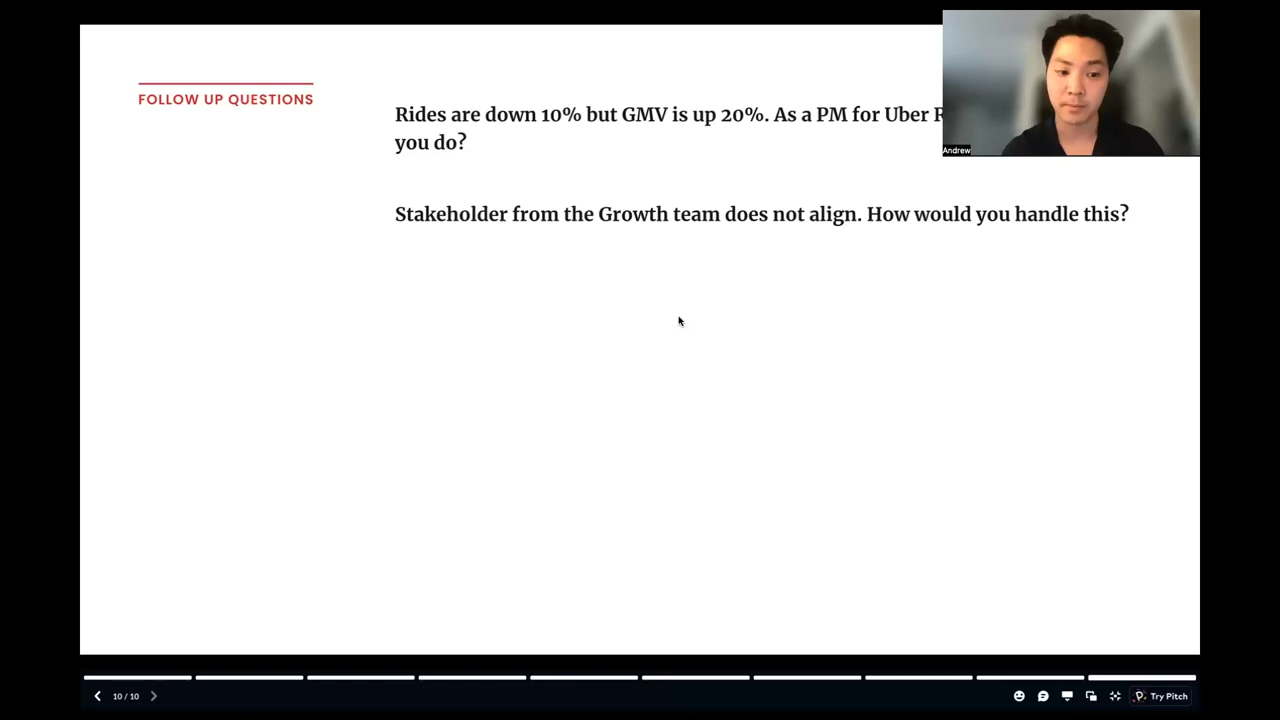 FOLLOW UP QUESTIONS
Rides are down 10% but GMV is up 20%. As a PM for Uber
you do?
Stakeholder from the Growth team does not align. How would you handle this?
Andrew
10 / 10
Try Pitch